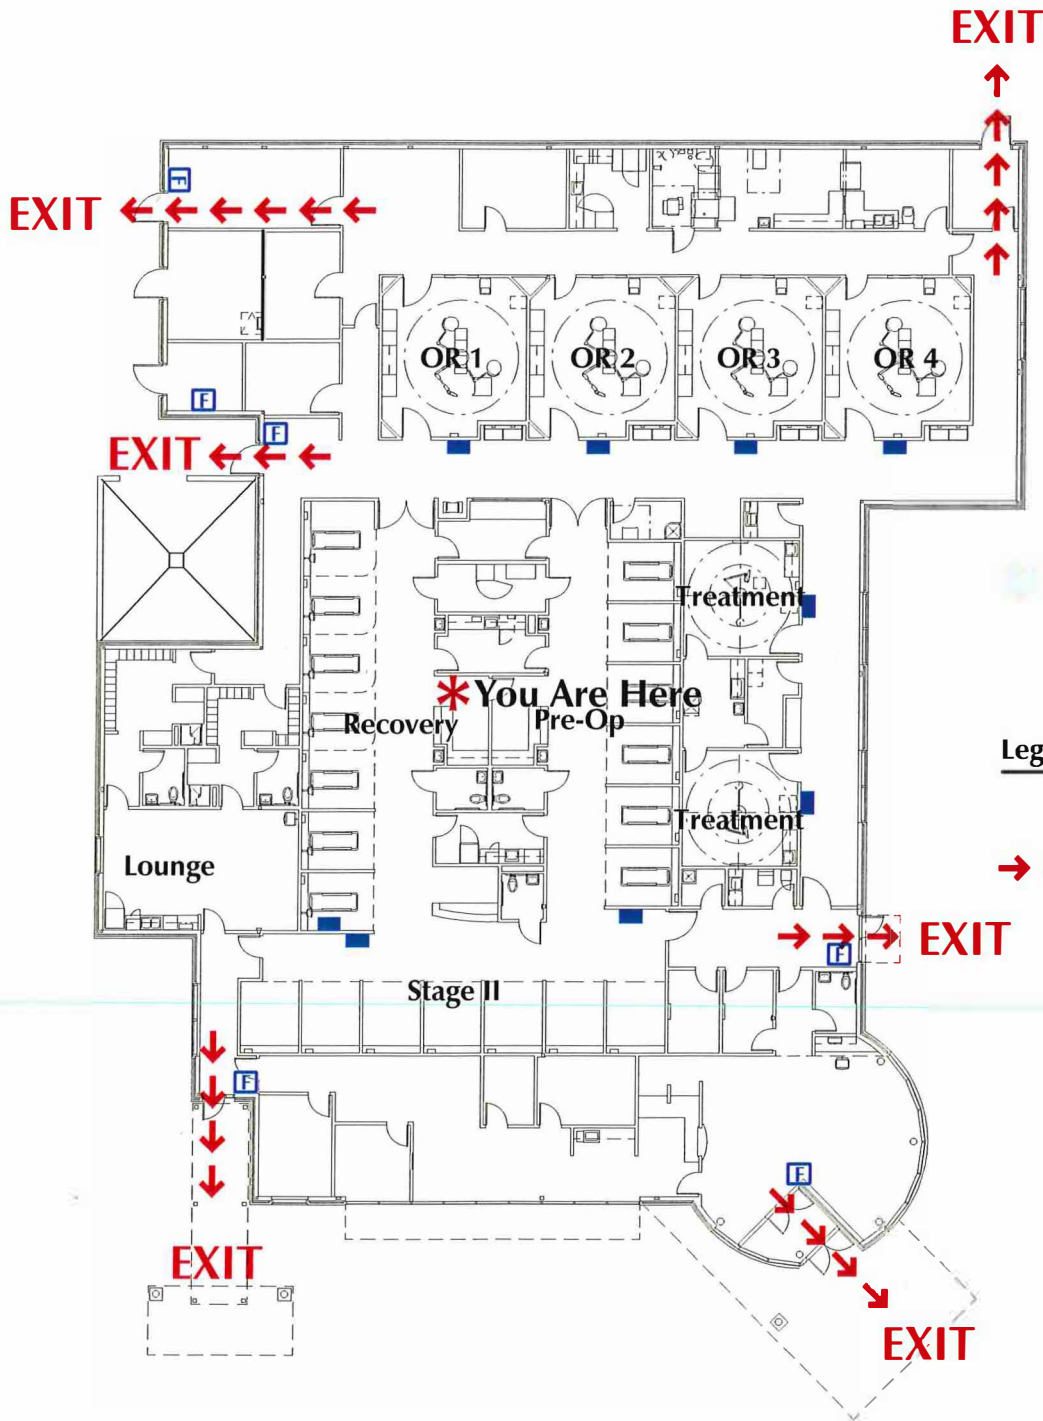 EXIT
F
EXIT
OR 1
OR 2
OR 3
OR 4
F
F
EXIT
Treatment
*You Are Here
Recovery
Pre-Op
Leg
Treatment
Lounge
EXIT
F
Stage II
F
F
EXIT
EXIT